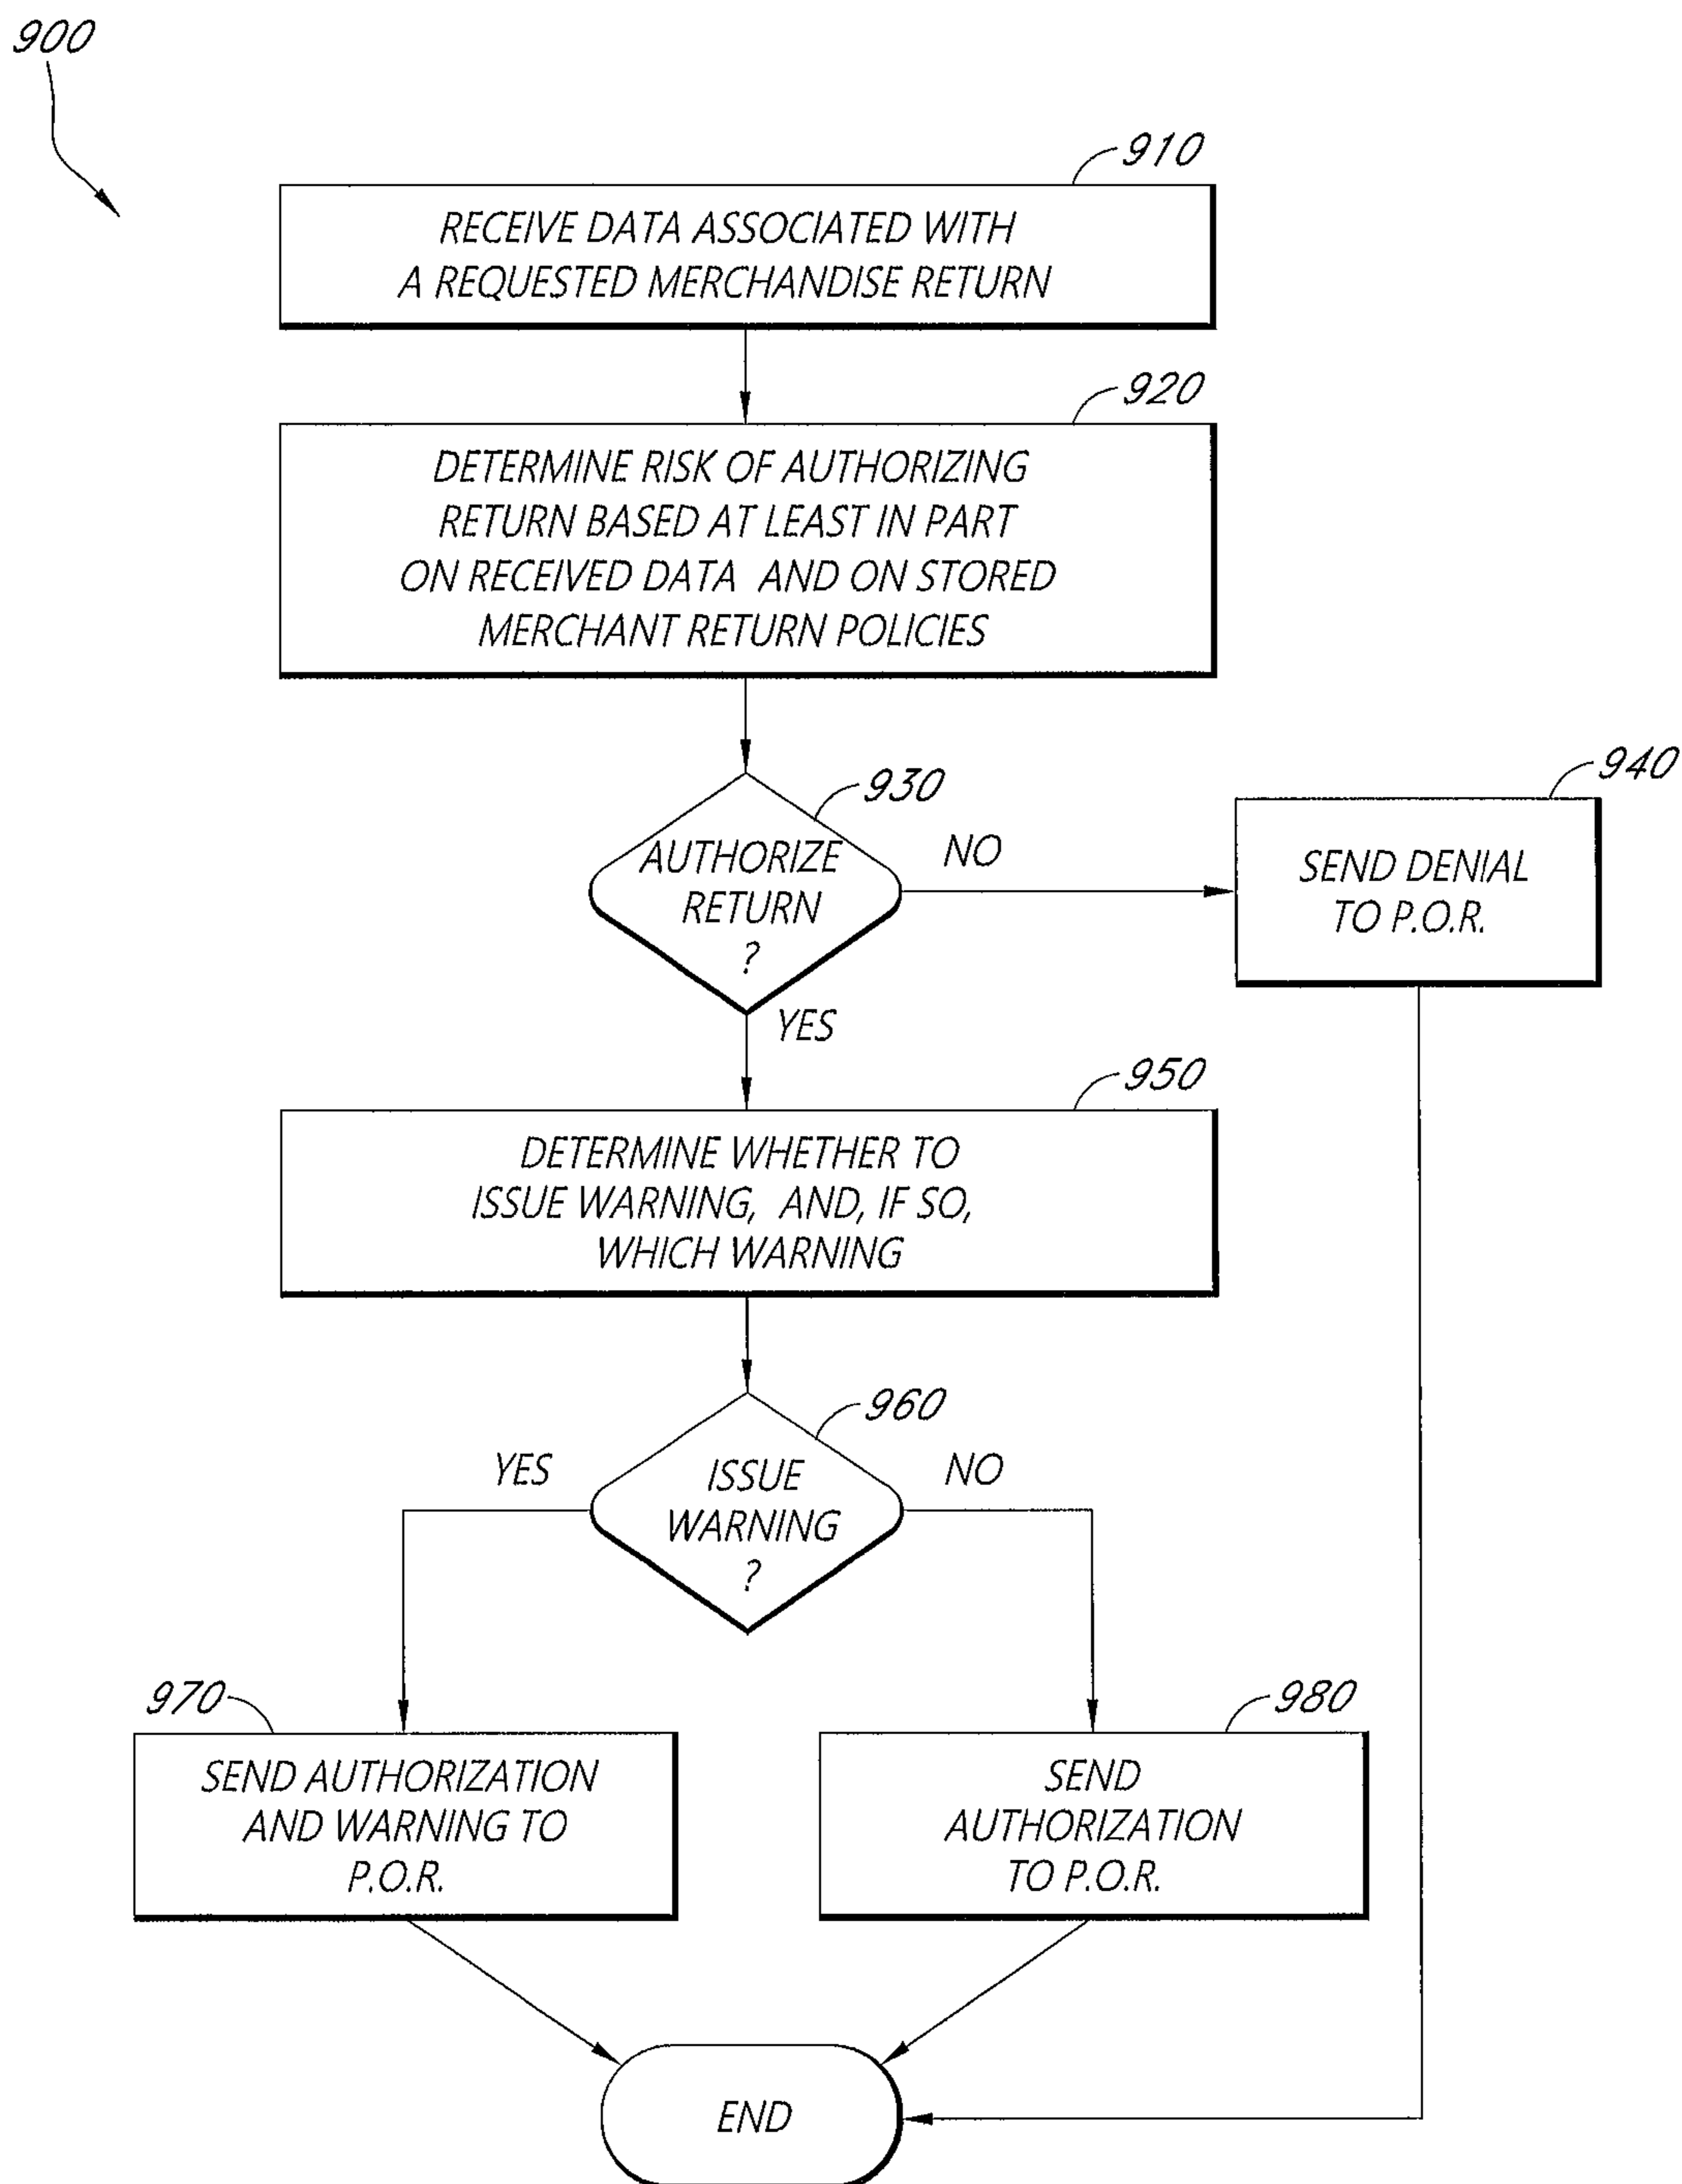 900
910
RECEIVE DATA ASSOCIATED WITH
A REQUESTED MERCHANDISE RETURN
920
DETERMINE RISK OF AUTHORIZING
RETURN BASED AT LEAST IN PART
ON RECEIVED DATA AND ON STORED
MERCHANT RETURN POLICIES
930
AUTHORIZE
RETURN
?
NO
940
SEND DENIAL
TO P.O.R.
YES
950
DETERMINE WHETHER TO
ISSUE WARNING, AND, IF SO,
WHICH WARNING
960
YES
ISSUE
WARNING
?
NO
970
SEND AUTHORIZATION
AND WARNING TO
P.O.R.
980
SEND
AUTHORIZATION
TO P.O.R.
END